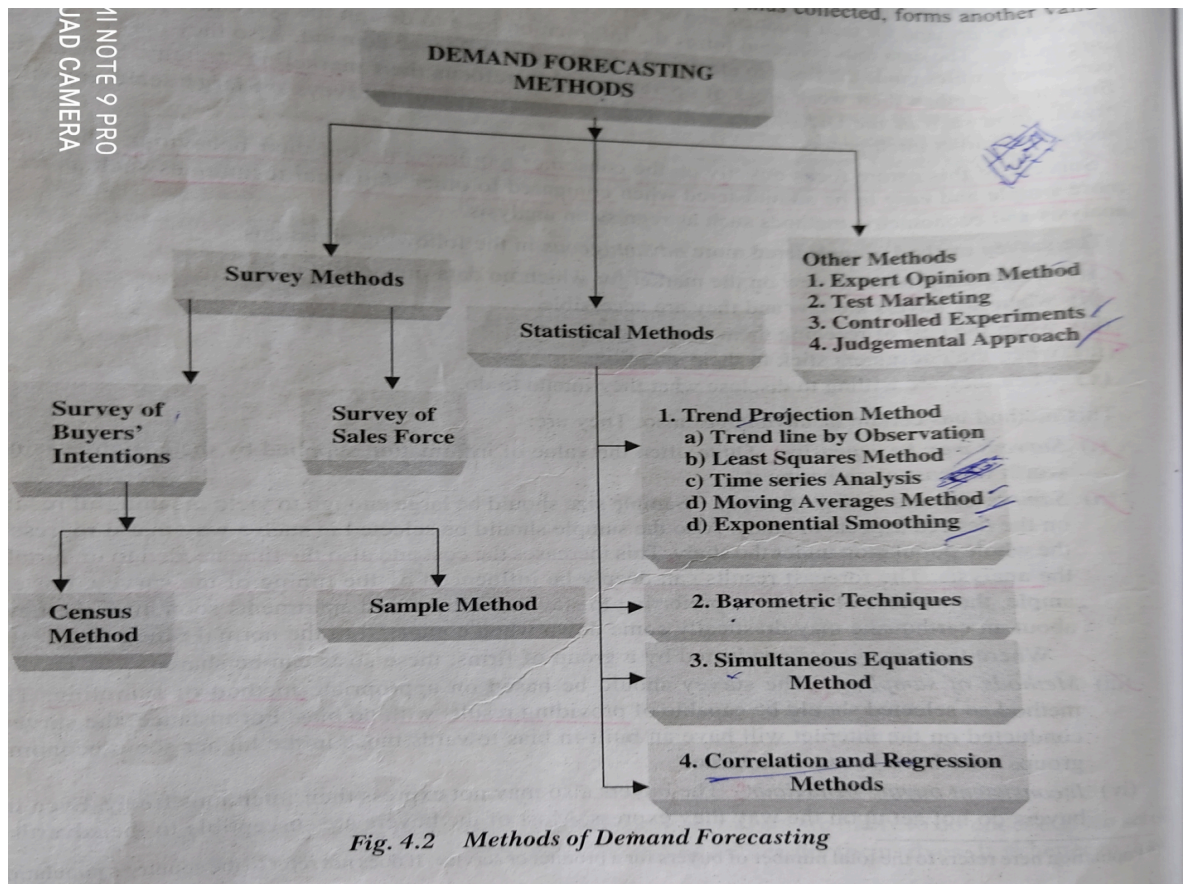 collected, forms another
MI NOTE 9 PRO
UAD CAMERA
DEMAND FORECASTING
METHODS
Survey Methods
Statistical Methods
Other Methods
1. Expert Opinion Method
2. Test Marketing
3. Controlled Experiments
4. Judgemental Approach
Survey of
Buyers'
Intentions
Survey of
Sales Force
Census
Method
Sample Method
1. Trend Projection Method
a) Trend line by Observation
b) Least Squares Method
c) Time series Analysis
d) Moving Averages Method
d) Exponential Smoothing
2. Barometric Techniques
3. Simultaneous Equations
Method
4. Correlation and Regression
Methods
Fig. 4.2 Methods of Demand Forecasting